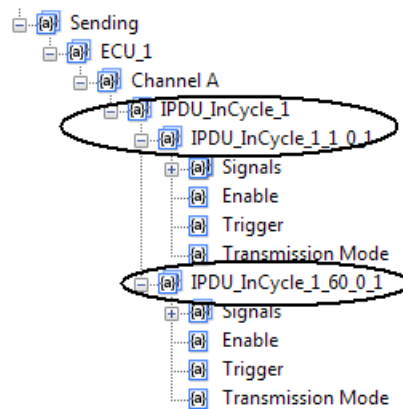 Sending
ECU_1
Channel A
IPDU_InCycle_1
IPDU_InCycle_1_1_0_1
Signals
Enable
Trigger
Transmission Mode
IPDU_InCycle_1_60_0_1
Signals
Enable
Trigger
Transmission Mode